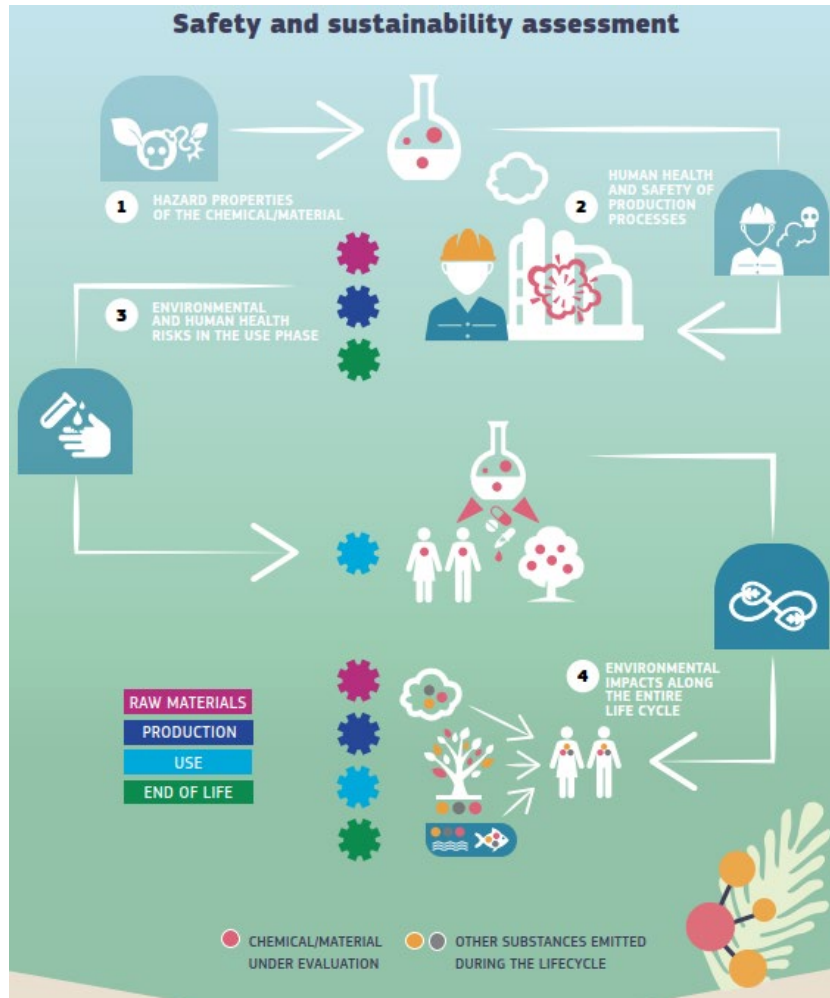 Safety and sustainability assessment
1
HAZARD PROPERTIES
OF THE CHEMICAL/MATERIAL
2
HUMAN HEALTH
AND SAFETY OF
PRODUCTION
PROCESSES
3
ENVIRONMENTAL
AND HUMAN HEALTH
RISKS IN THE USE PHASE
4
ENVIRONMENTAL
IMPACTS ALONG
THE ENTIRE
LIFE CYCLE
RAW MATERIALS
PRODUCTION
USE
END OF LIFE
CHEMICAL/MATERIAL
UNDER EVALUATION
OTHER SUBSTANCES EMITTED
DURING THE LIFECYCLE